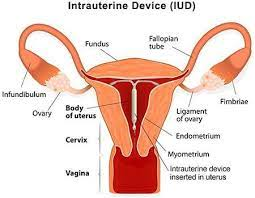 Intrauterine Device (IUD)
Fundus
Fallopian
tube
Infundibulum
Ovary
Body
of uterus
Cervix
Vagina
Ligament
of ovary
Fimbriae
Endometrium
Myometrium
Intrauterine device
inserted in uterus